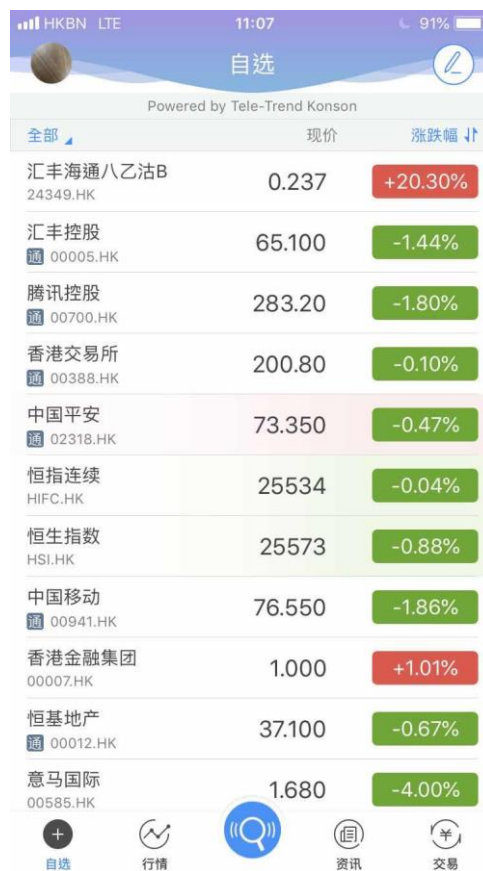 HKBN LTE 11:07 91%
自选
Powered by Tele-Trend Konson
全部 现价 涨跌幅
汇丰海通八乙沽B 0.237 +20.30%
24349.HK
汇丰控股 65.100 -1.44%
通 00005.HK
腾讯控股 283.20 -1.80%
通 00700.HK
香港交易所 200.80 -0.10%
通 00388.HK
中国平安 73.350 -0.47%
通 02318.HK
恒指连续 25534 -0.04%
HIFC.HK
恒生指数 25573 -0.88%
HSI.HK
中国移动 76.550 -1.86%
通 00941.HK
香港金融集团 1.000 +1.01%
00007.HK
恒基地产 37.100 -0.67%
通 00012.HK
意马国际 1.680 -4.00%
00585.HK
自选 行情 资讯 交易